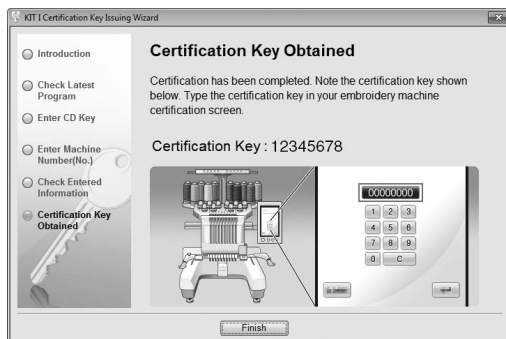 KIT I Certification Key Issuing Wizard
Introduction
Check Latest
Program
Enter CD Key
Enter Machine
Number(No.)
Check Entered
Information
Certification Key
Obtained
Certification Key Obtained
Certification has been completed. Note the certification key shown
below. Type the certification key in your embroidery machine
certification screen.
Certification Key : 12345678
00000000
1 2 3
4 5 6
7 8 9
0 C
Finish